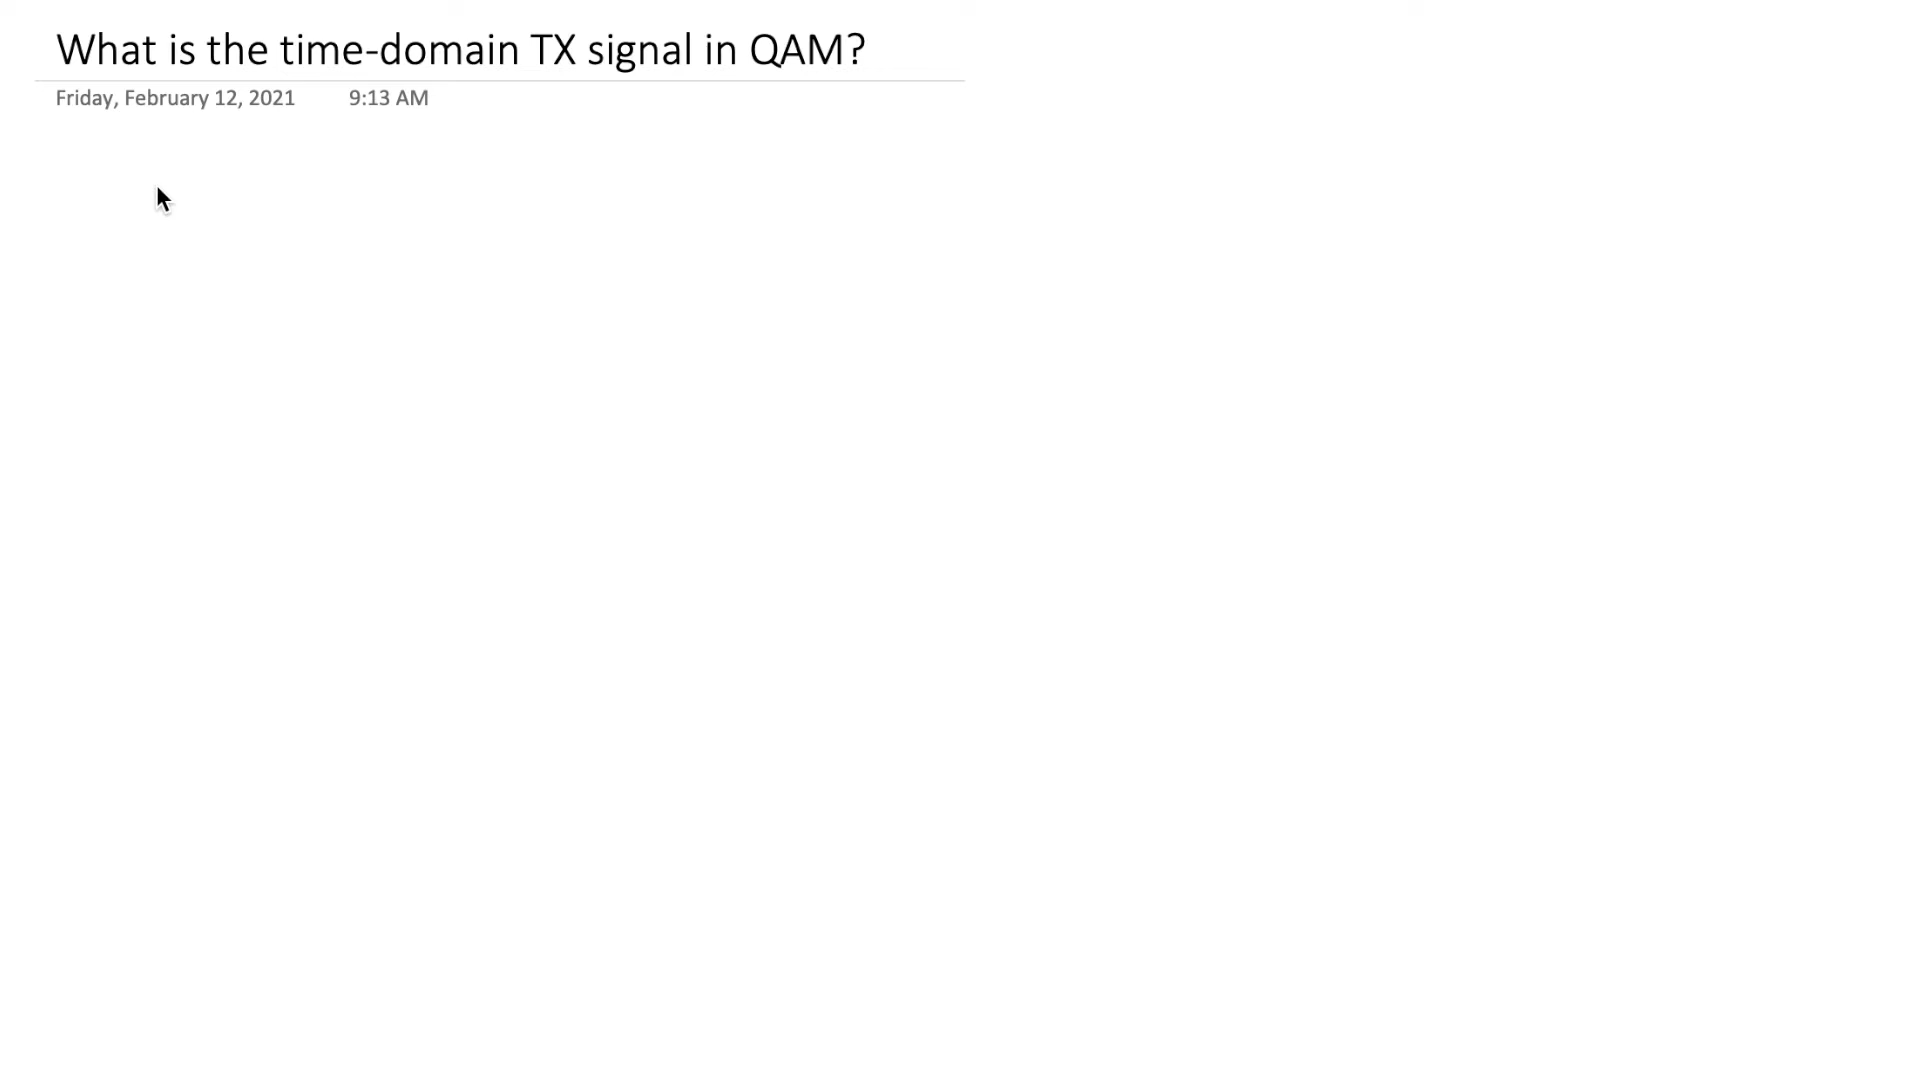 What is the time-domain TX signal in QAM?
Friday, February 12, 2021 9:13 AM